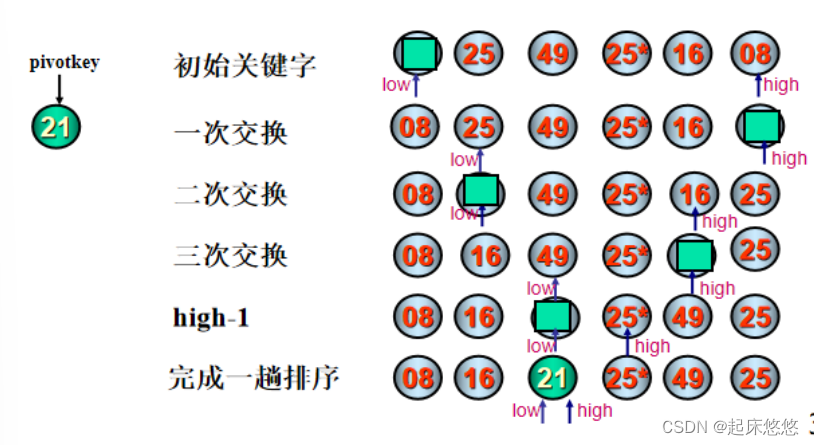 pivotkey
21
初始关键字 25 49 25* 16 08
low high
一次交换 08 25 49 25* 16
low high
二次交换 08 49 25* 16 25
low high
三次交换 08 16 49 25* 25
low high
high-1 08 16 25* 49 25
low high
完成一趟排序 08 16 21 25* 49 25
low high
CSDN @起床悠悠